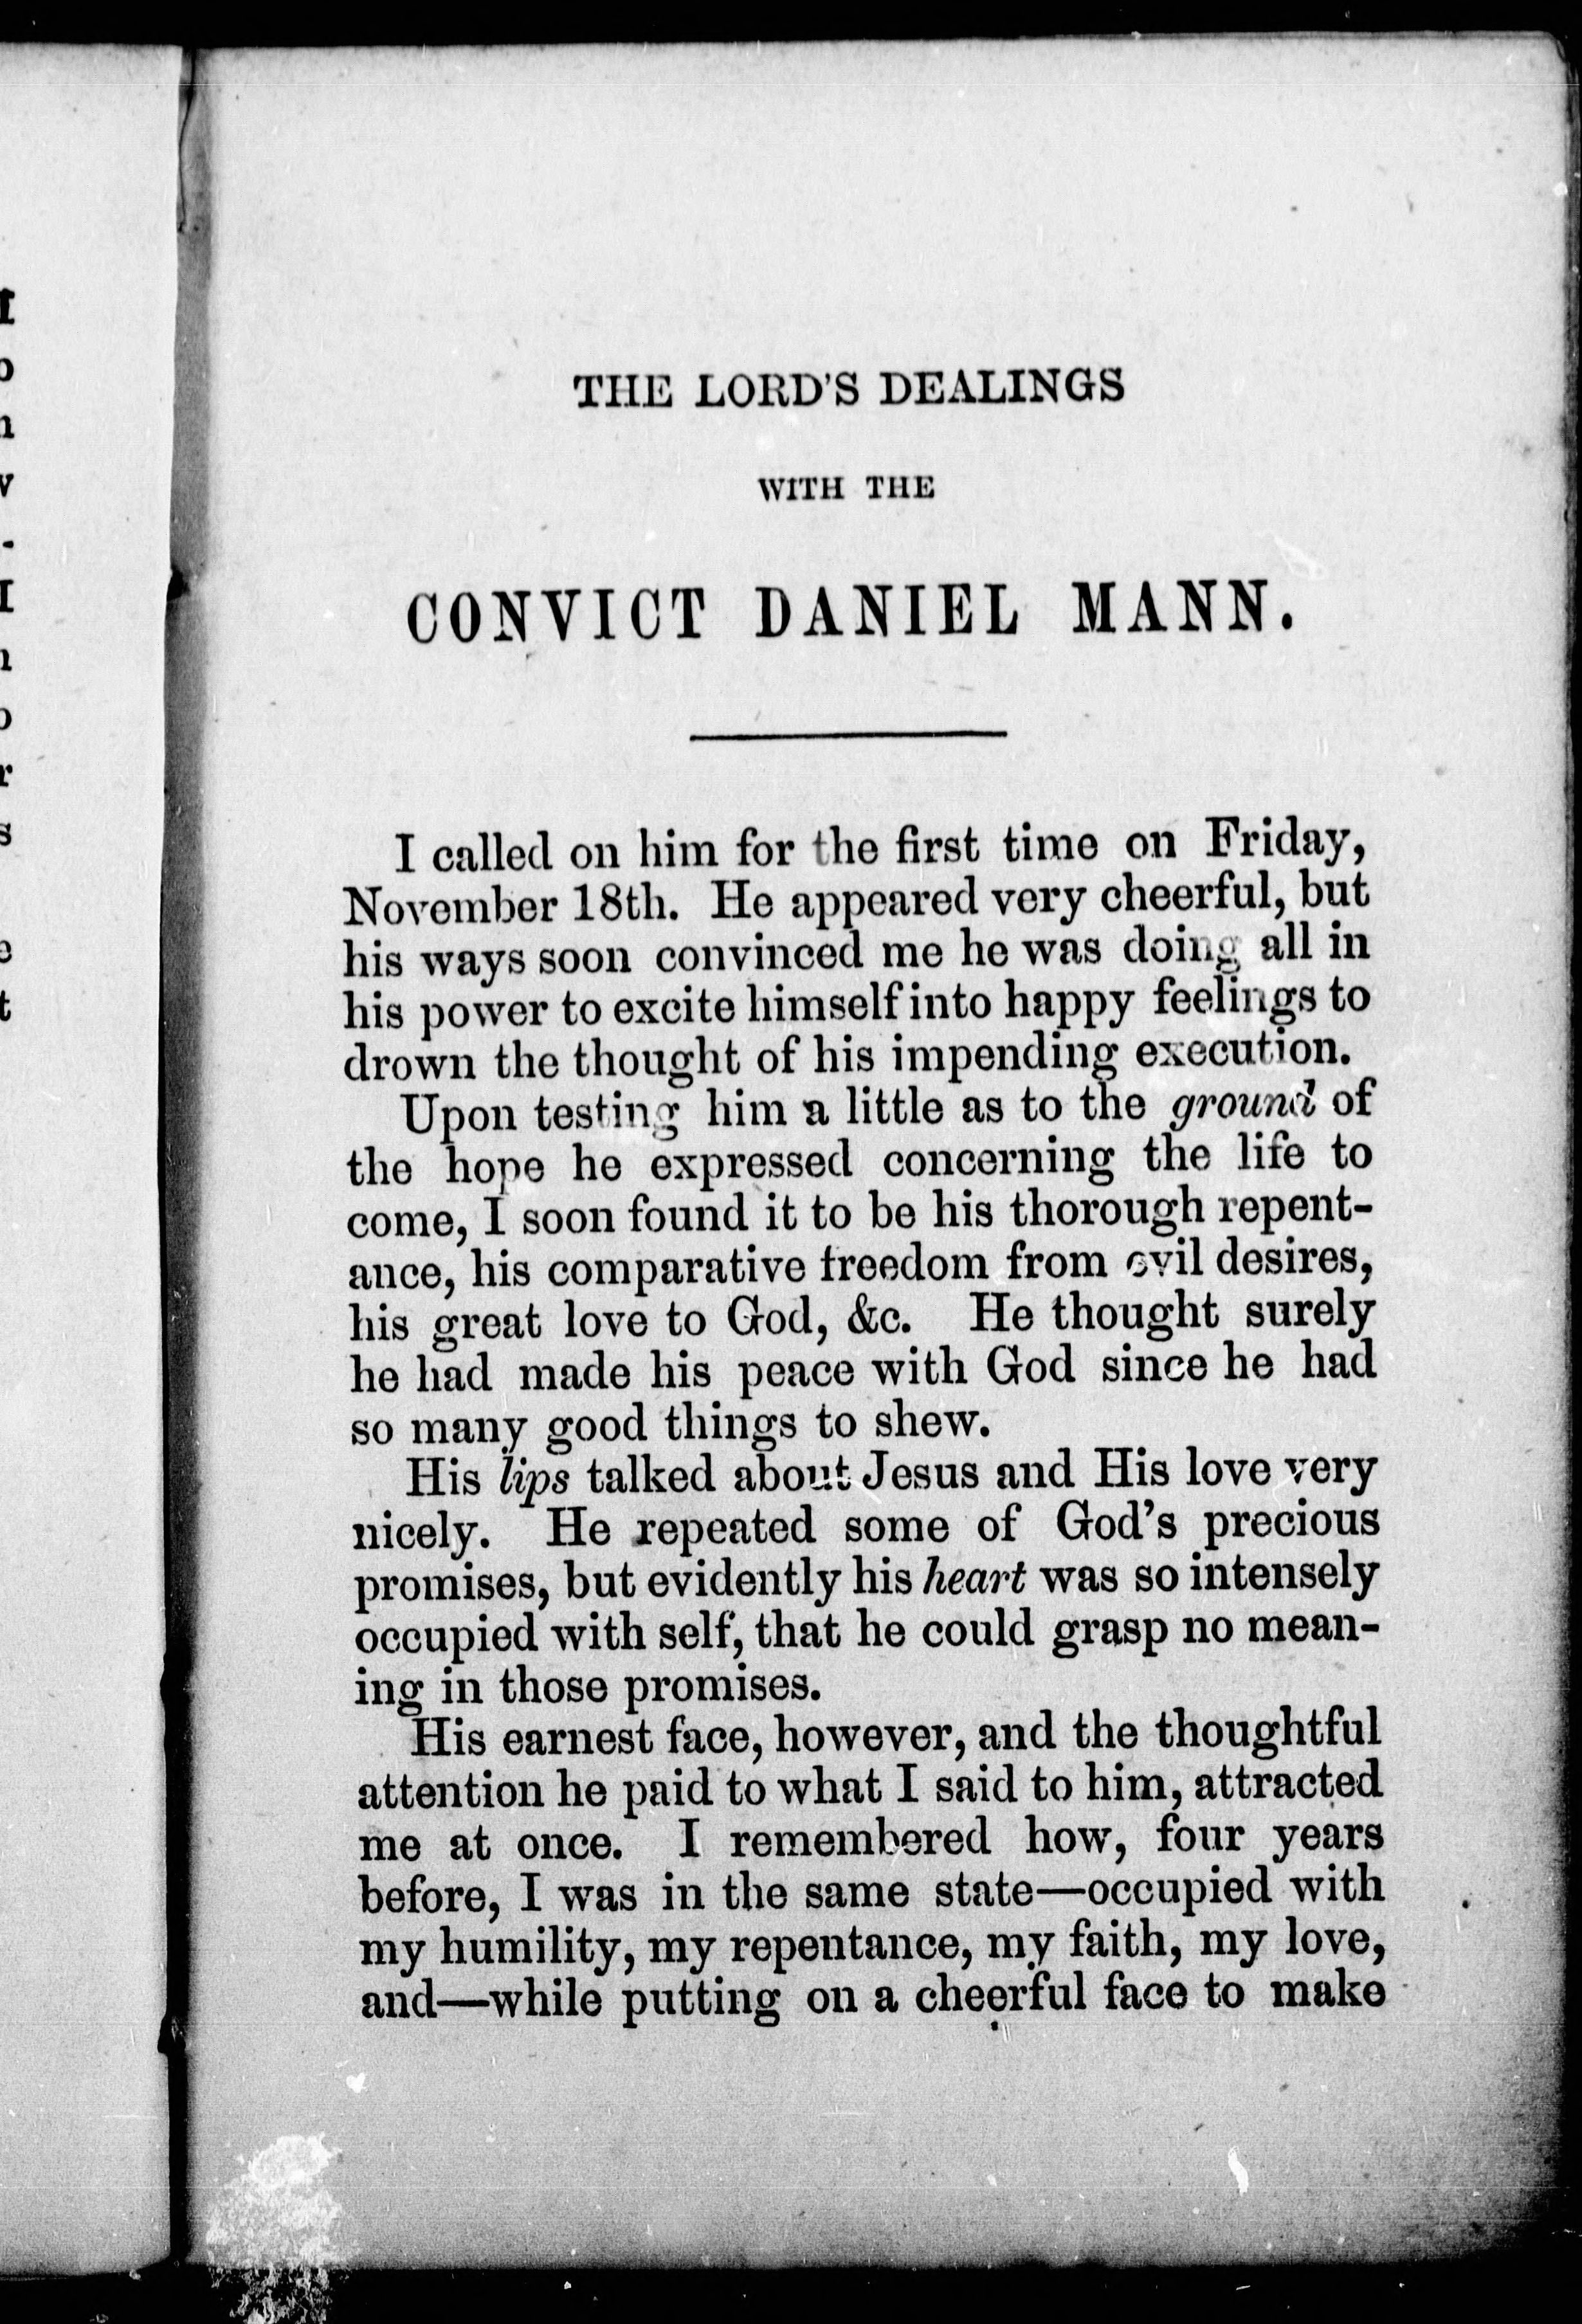 THE LORD'S DEALINGS
WITH THE
CONVICT DANIEL MANN.
I called on him for the first time on Friday,
November 18th. He appeared very cheerful, but
his ways soon convinced me he was doing all in
his power to excite himself into happy feelings to
drown the thought of his impending execution.
Upon testing him a little as to the ground of
the hope he expressed concerning the life to
come, I soon found it to be his thorough repent-
ance, his comparative freedom from evil desires,
his great love to God, &c. He thought surely
he had made his peace with God since he had
so many good things to shew.
His lips talked about Jesus and His love very
nicely. He repeated some of God's precious
promises, but evidently his heart was so intensely
occupied with self, that he could grasp no mean-
ing in those promises.
His earnest face, however, and the thoughtful
attention he paid to what I said to him, attracted
me at once. I remembered how, four years
before, I was in the same state—occupied with
my humility, my repentance, my faith, my love,
and—while putting on a cheerful face to make